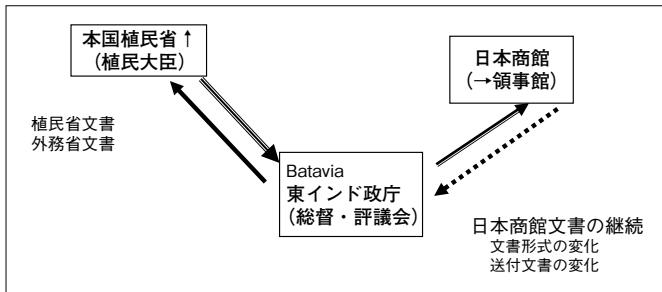 本国植民省↑
（植民大臣）
日本商館
（→領事館）
植民省文書
外務省文書
Batavia
東インド政庁
（総督・評議会）
日本商館文書の継続
文書形式の変化
送付文書の変化